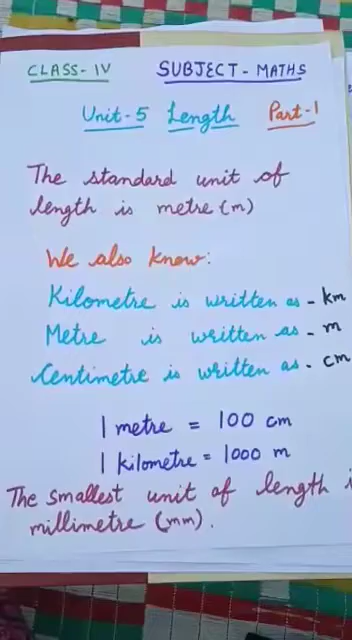 CLASS- IV SUBJECT- MATHS
Unit-5 Length Part-1
The standard unit of
length is metre (m)
We also know:
Kilometre is written as - km
Metre is written as - m
Centimetre is written as - cm
1 metre = 100 cm
1 kilometre = 1000 m
The smallest unit of length i
millimetre (mm).